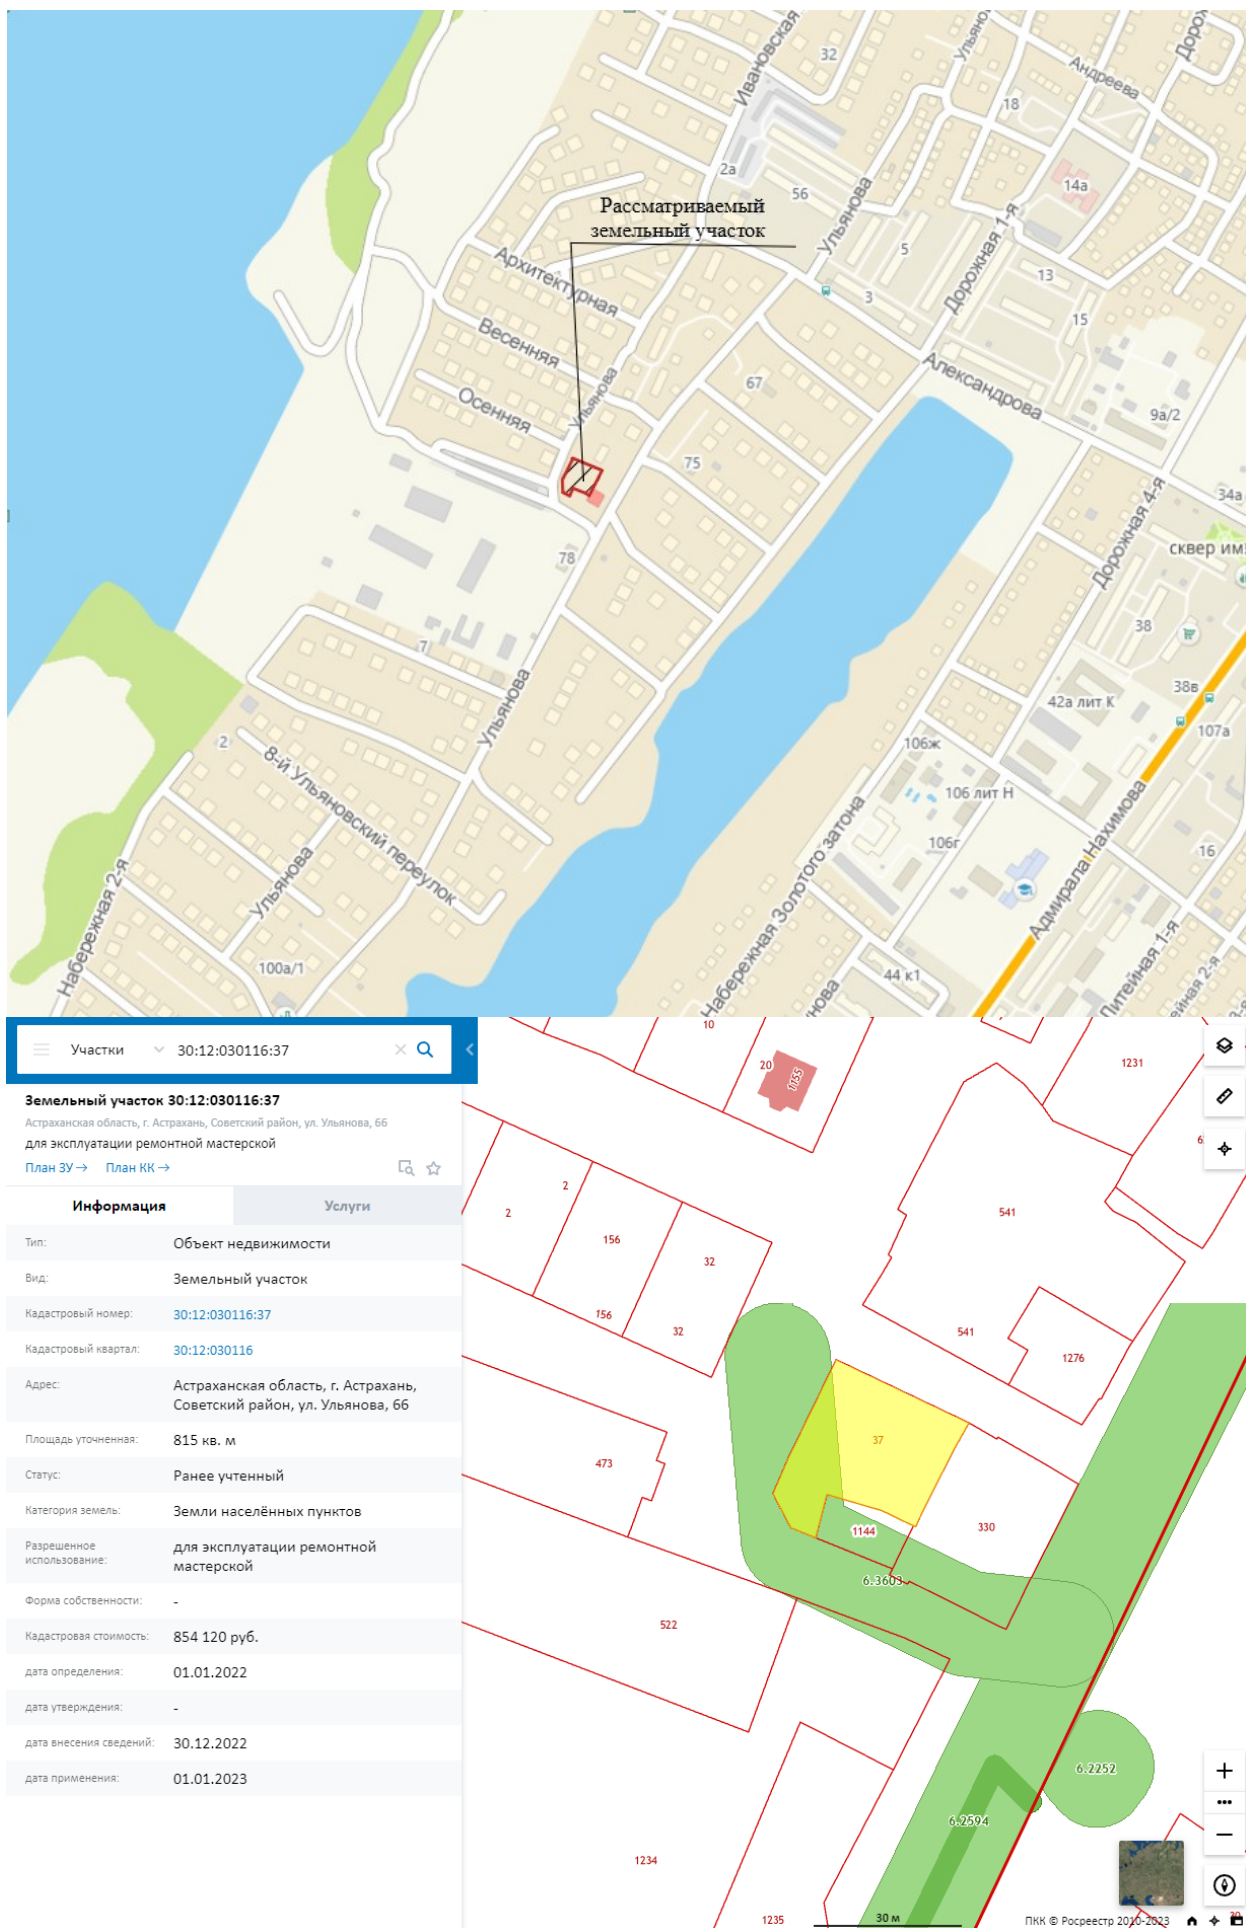 Ивановская
32
Ульяно
Дорож
Андреева
18
2а
56
14а
Рассматриваемый
земельный участок
Ульянова
5
Дорожная 1-я
13
Архитектурная
3
15
Весенняя
Ульянова
67
Александрова
Осенняя
9а/2
75
34а
Дорожная 4-я
сквер им
78
38
7
38в
42а лит К
107а
Ульянова
2
106ж
8-й Ульяновский переулок
106 лит Н
Адмирала Нахимова
106г
16
Набережная 2-я
Ульянова
Набережная Золотого затона
Литейная 1-я
100а/1
44 к1
нова
ейная 2-я
Участки
30:12:030116:37
Земельный участок 30:12:030116:37
Астраханская область, г. Астрахань, Советский район, ул. Ульянова, 66
для эксплуатации ремонтной мастерской
План ЗУ →
План КК →
Информация
Услуги
Тип:
Объект недвижимости
Вид:
Земельный участок
Кадастровый номер:
30:12:030116:37
Кадастровый квартал:
30:12:030116
Адрес:
Астраханская область, г. Астрахань,
Советский район, ул. Ульянова, 66
Площадь уточненная:
815 кв. м
Статус:
Ранее учтенный
Категория земель:
Земли населённых пунктов
Разрешенное
использование:
для эксплуатации ремонтной
мастерской
Форма собственности:
-
Кадастровая стоимость:
854 120 руб.
дата определения:
01.01.2022
дата утверждения:
-
дата внесения сведений:
30.12.2022
дата применения:
01.01.2023
10
20
1155
1231
2
2
156
541
32
156
32
541
1276
37
473
1144
330
6.3603
522
6.2252
6.2594
1234
1235
30 м
ПКК © Росреестр 2010-2023